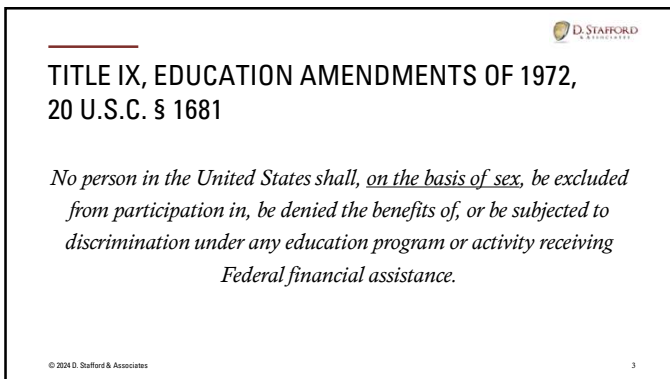 D. STAFFORD
& ASSOCIATES
TITLE IX, EDUCATION AMENDMENTS OF 1972,
20 U.S.C. § 1681
No person in the United States shall, on the basis of sex, be excluded
from participation in, be denied the benefits of, or be subjected to
discrimination under any education program or activity receiving
Federal financial assistance.
© 2024 D. Stafford & Associates
3